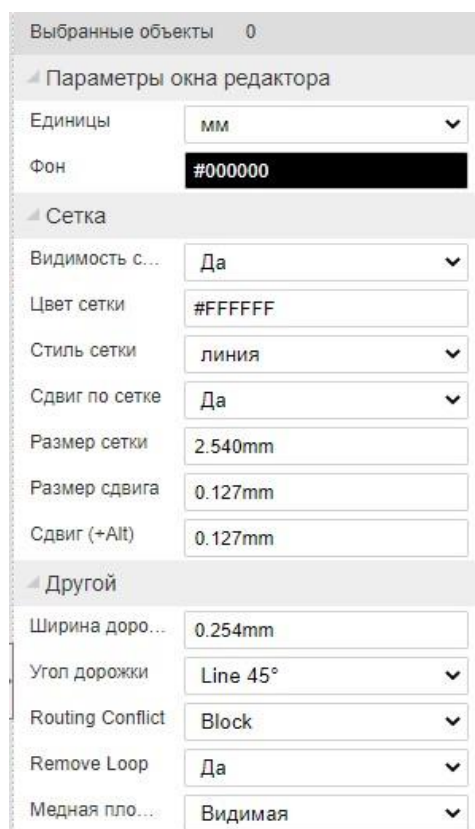 Выбранные объекты 0
Параметры окна редактора
Единицы мм
Фон #000000
Сетка
Видимость с... Да
Цвет сетки #FFFFFF
Стиль сетки линия
Сдвиг по сетке Да
Размер сетки 2.540mm
Размер сдвига 0.127mm
Сдвиг (+Alt) 0.127mm
Другой
Ширина доро... 0.254mm
Угол дорожки Line 45°
Routing Conflict Block
Remove Loop Да
Медная пло... Видимая